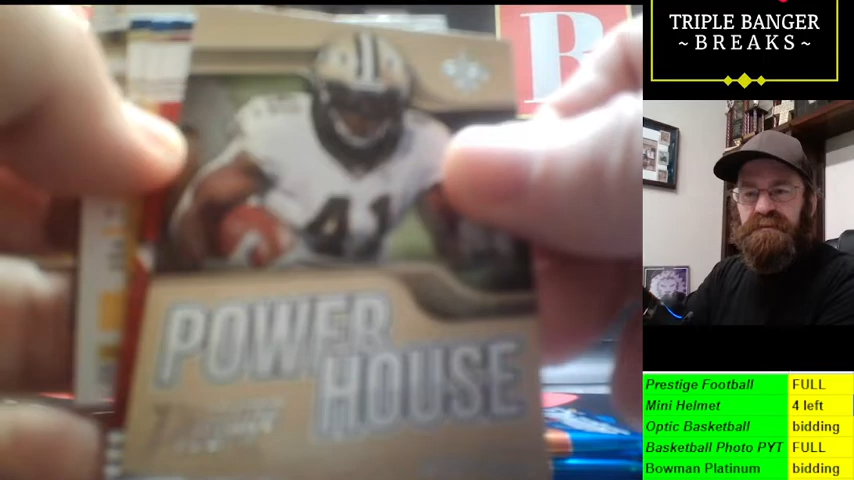 TRIPLE BANGER
~ BREAKS ~
B
41
POWER
HOUSE
Prestige Football FULL
Mini Helmet 4 left
Optic Basketball bidding
Basketball Photo PYT FULL
Bowman Platinum bidding